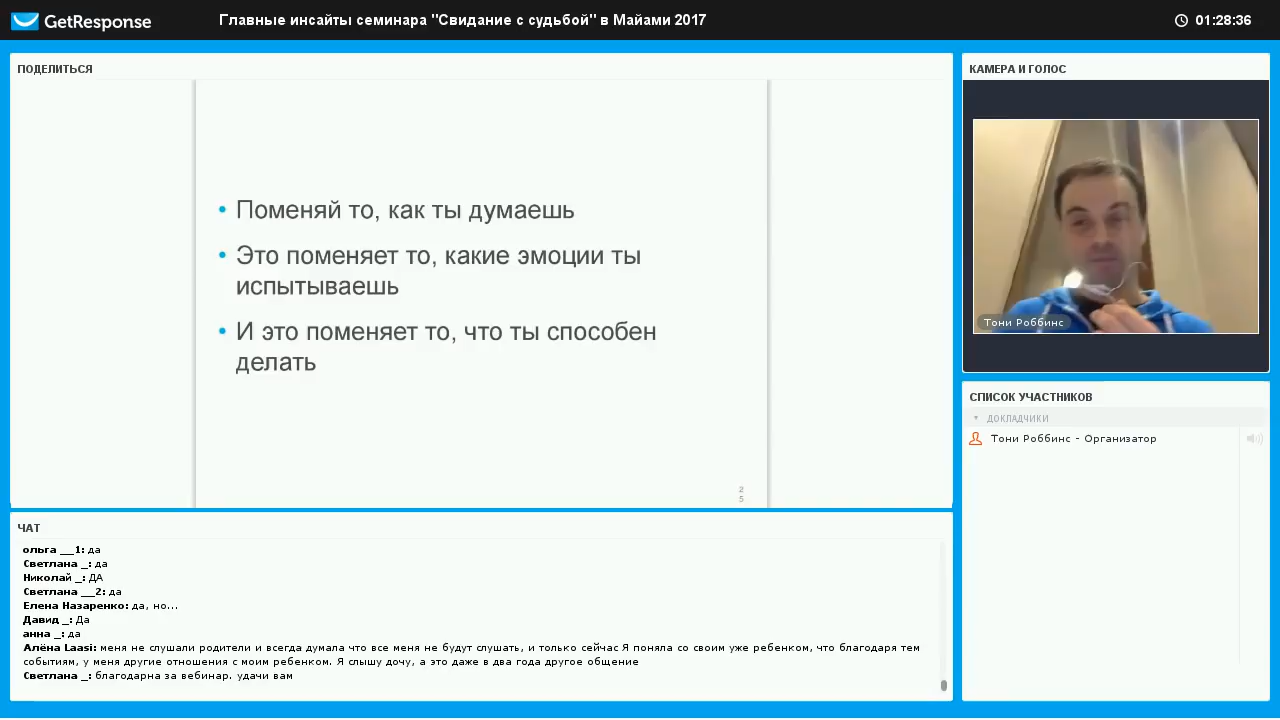 GetResponse
Главные инсайты семинара "Свидание с судьбой" в Майами 2017
01:28:36
ПОДЕЛИТЬСЯ
• Поменяй то, как ты думаешь
• Это поменяет то, какие эмоции ты
испытываешь
• И это поменяет то, что ты способен
делать
2
5
КАМЕРА И ГОЛОС
Тони Роббинс
СПИСОК УЧАСТНИКОВ
ДОКЛАДЧИКИ
Тони Роббинс - Организатор
ЧАТ
ольга __1: да
Светлана _: да
Николай _: ДА
Светлана __2: да
Елена Назаренко: да, но...
Давид _: Да
анна _: да
Алёна Laasi: меня не слушали родители и всегда думала что все меня не будут слушать, и только сейчас Я поняла со своим уже ребенком, что благодаря тем
событиям, у меня другие отношения с моим ребенком. Я слышу дочу, а это даже в два года другое общение
Светлана _: благодарна за вебинар. удачи вам